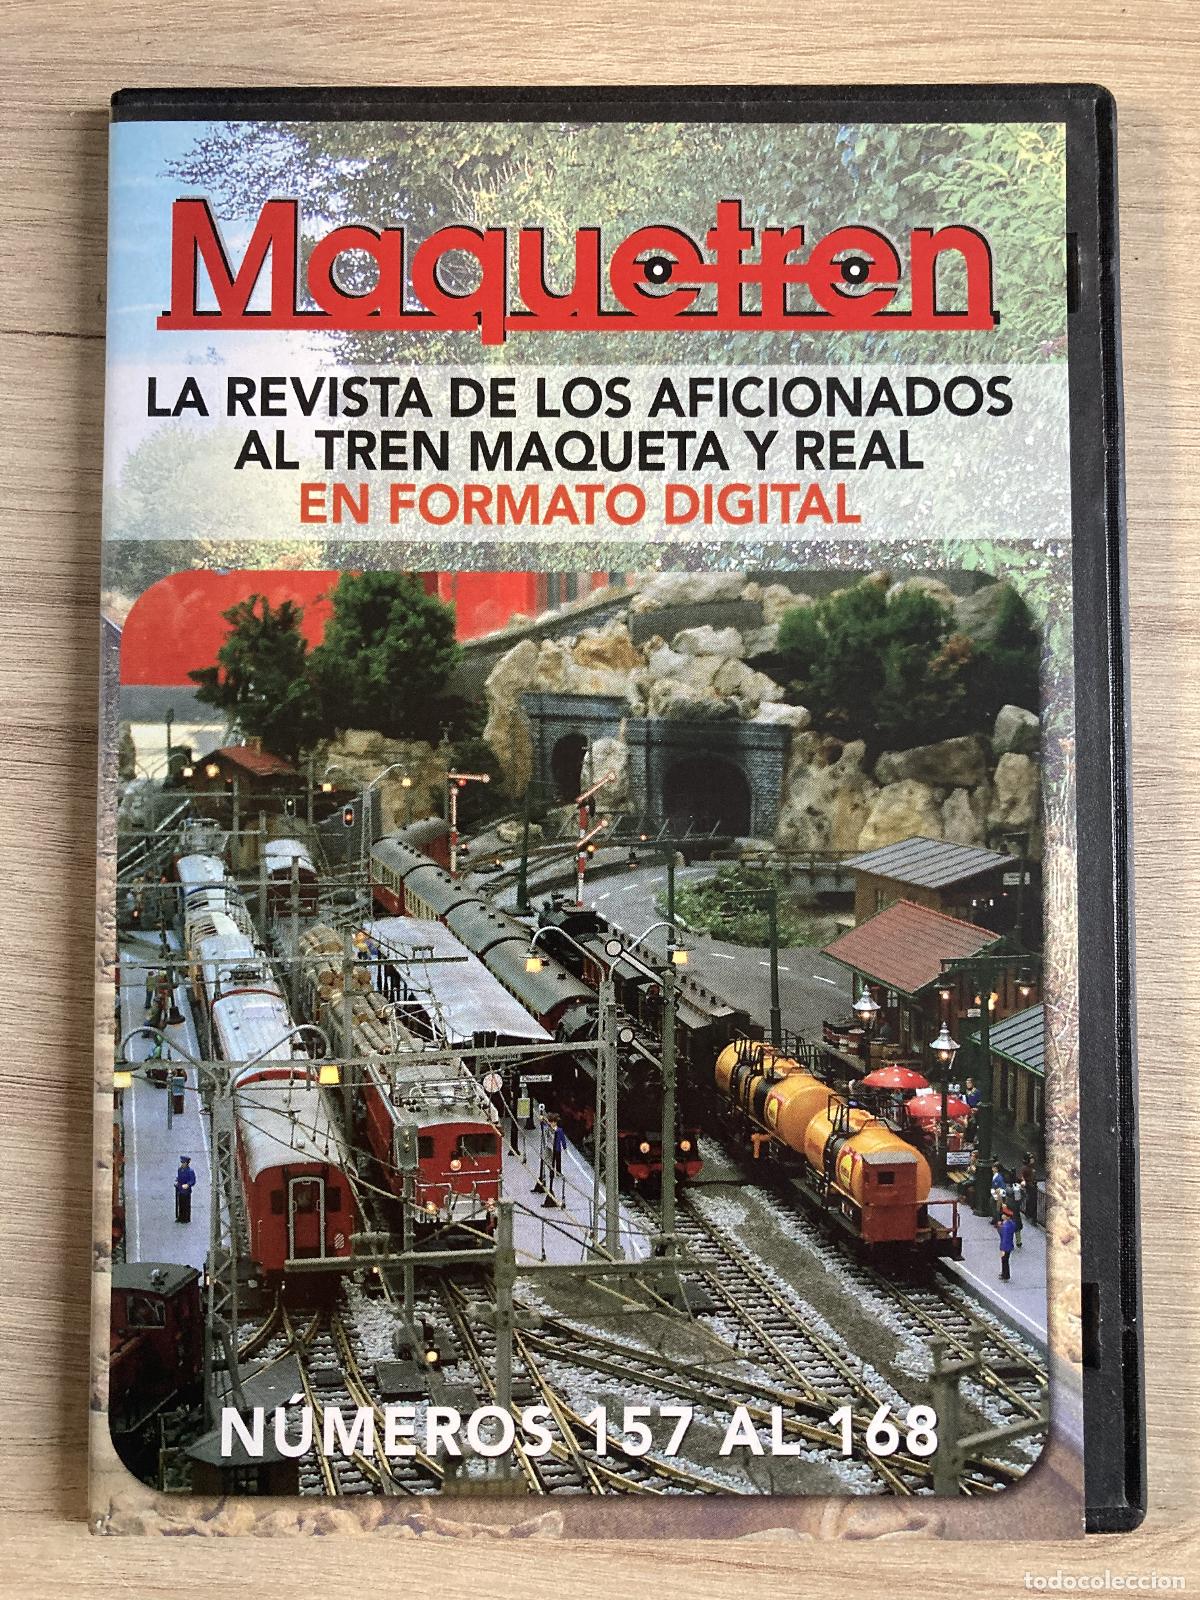 Maquetren
LA REVISTA DE LOS AFICIONADOS
AL TREN MAQUETA Y REAL
EN FORMATO DIGITAL
NÚMEROS 157 AL 168
todocoleccion